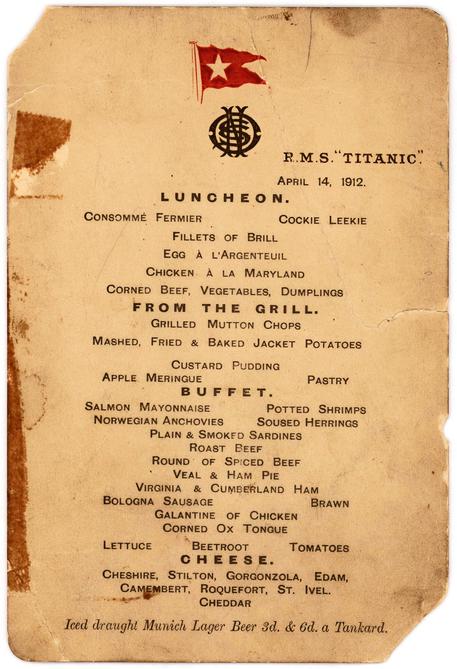 R.M.S. "TITANIC."
APRIL 14, 1912.
LUNCHEON.
CONSOMMÉ FERMIER COCKIE LEEKIE
FILLETS OF BRILL
EGG À L'ARGENTEUIL
CHICKEN À LA MARYLAND
CORNED BEEF, VEGETABLES, DUMPLINGS
FROM THE GRILL.
GRILLED MUTTON CHOPS
MASHED, FRIED & BAKED JACKET POTATOES
CUSTARD PUDDING
APPLE MERINGUE PASTRY
BUFFET.
SALMON MAYONNAISE POTTED SHRIMPS
NORWEGIAN ANCHOVIES SOUSED HERRINGS
PLAIN & SMOKED SARDINES
ROAST BEEF
ROUND OF SPICED BEEF
VEAL & HAM PIE
VIRGINIA & CUMBERLAND HAM
BOLOGNA SAUSAGE BRAWN
GALANTINE OF CHICKEN
CORNED OX TONGUE
LETTUCE BEETROOT TOMATOES
CHEESE.
CHESHIRE, STILTON, GORGONZOLA, EDAM,
CAMEMBERT, ROQUEFORT, ST. IVEL.
CHEDDAR
Iced draught Munich Lager Beer 3d. & 6d. a Tankard.